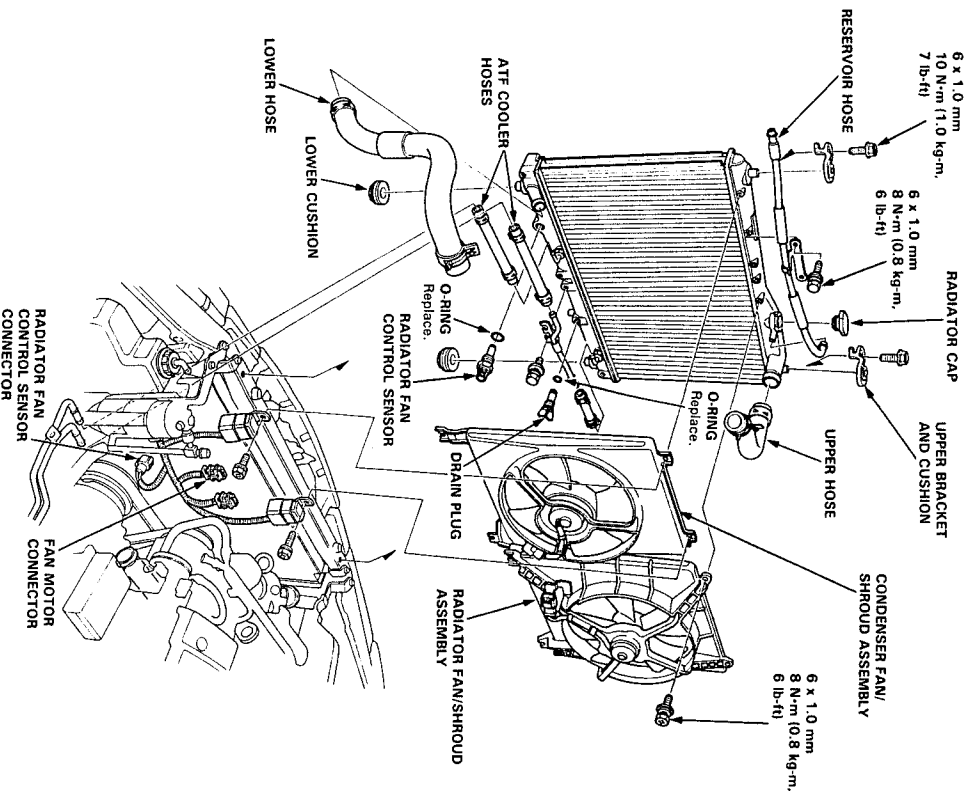 6 x 1.0 mm
10 N·m (1.0 kg-m,
7 lb-ft)
RESERVOIR HOSE
6 x 1.0 mm
8 N·m (0.8 kg-m,
6 lb-ft)
RADIATOR CAP
UPPER BRACKET
AND CUSHION
UPPER HOSE
ATF COOLER
HOSES
LOWER HOSE
LOWER CUSHION
O-RING
Replace.
RADIATOR FAN
CONTROL SENSOR
O-RING
Replace.
DRAIN PLUG
CONDENSER FAN/
SHROUD ASSEMBLY
6 x 1.0 mm
8 N·m (0.8 kg-m,
6 lb-ft)
RADIATOR FAN/SHROUD
ASSEMBLY
RADIATOR FAN
CONTROL SENSOR
CONNECTOR
FAN MOTOR
CONNECTOR